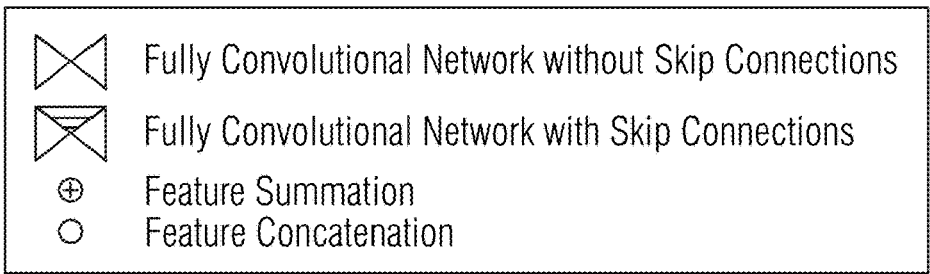 Fully Convolutional Network without Skip Connections
Fully Convolutional Network with Skip Connections
Feature Summation
Feature Concatenation